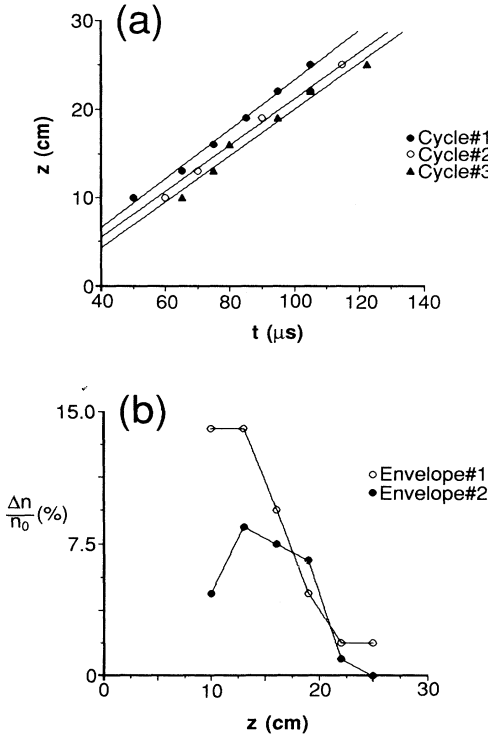 (a)
30
20
10
0
z (cm)
40 60 80 100 120 140
t (μs)
Cycle#1
Cycle#2
Cycle#3
(b)
15.0
7.5
0
Δn
n₀ (%)
0 10 20 30
z (cm)
Envelope#1
Envelope#2